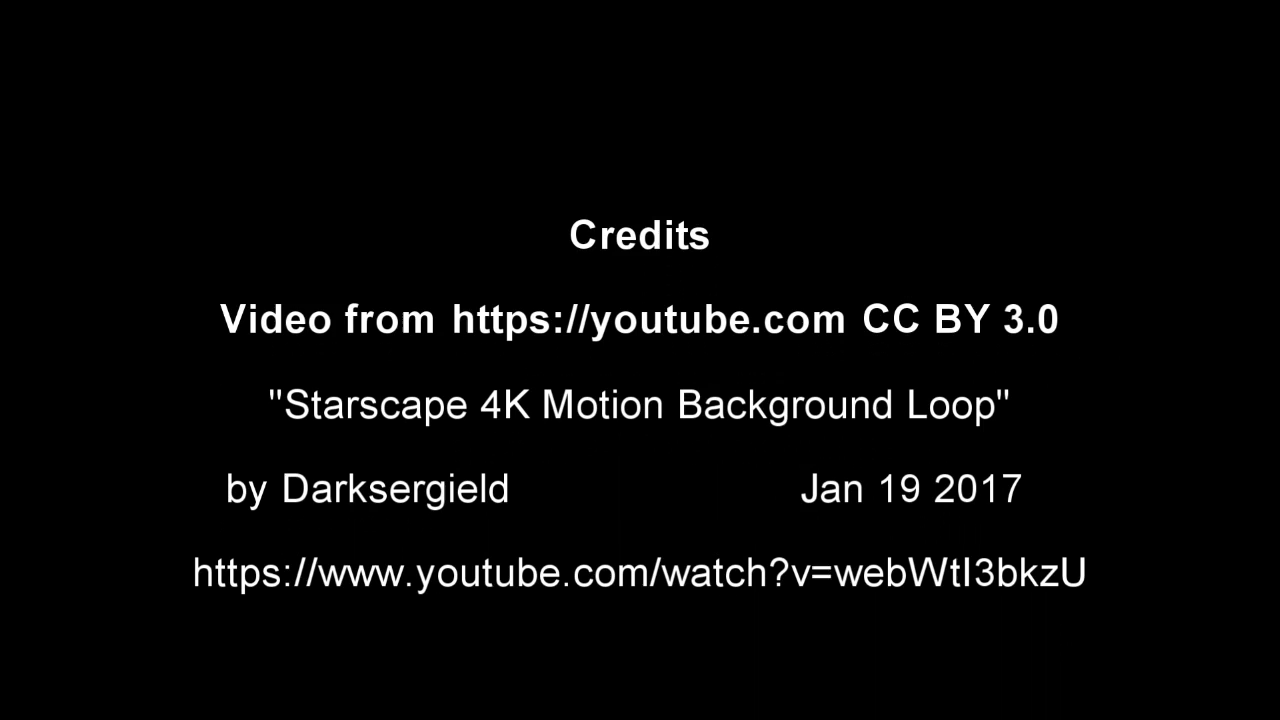 Credits
Video from https://youtube.com CC BY 3.0
"Starscape 4K Motion Background Loop"
by Darksergield Jan 19 2017
https://www.youtube.com/watch?v=webWtI3bkzU